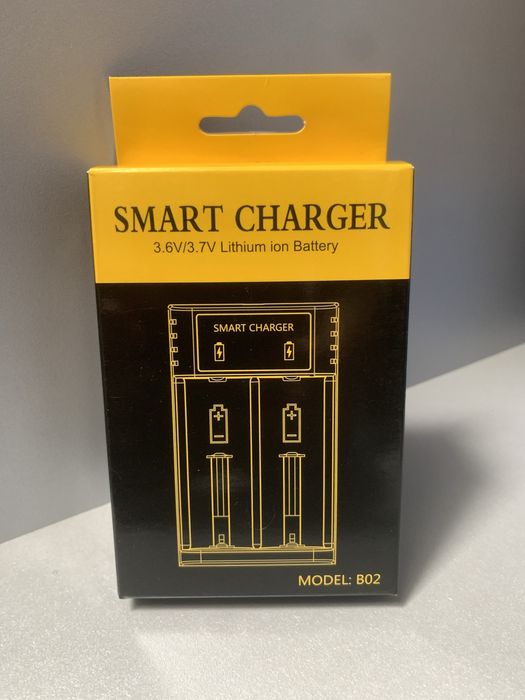 SMART CHARGER
3.6V/3.7V Lithium ion Battery
SMART CHARGER
MODEL: B02